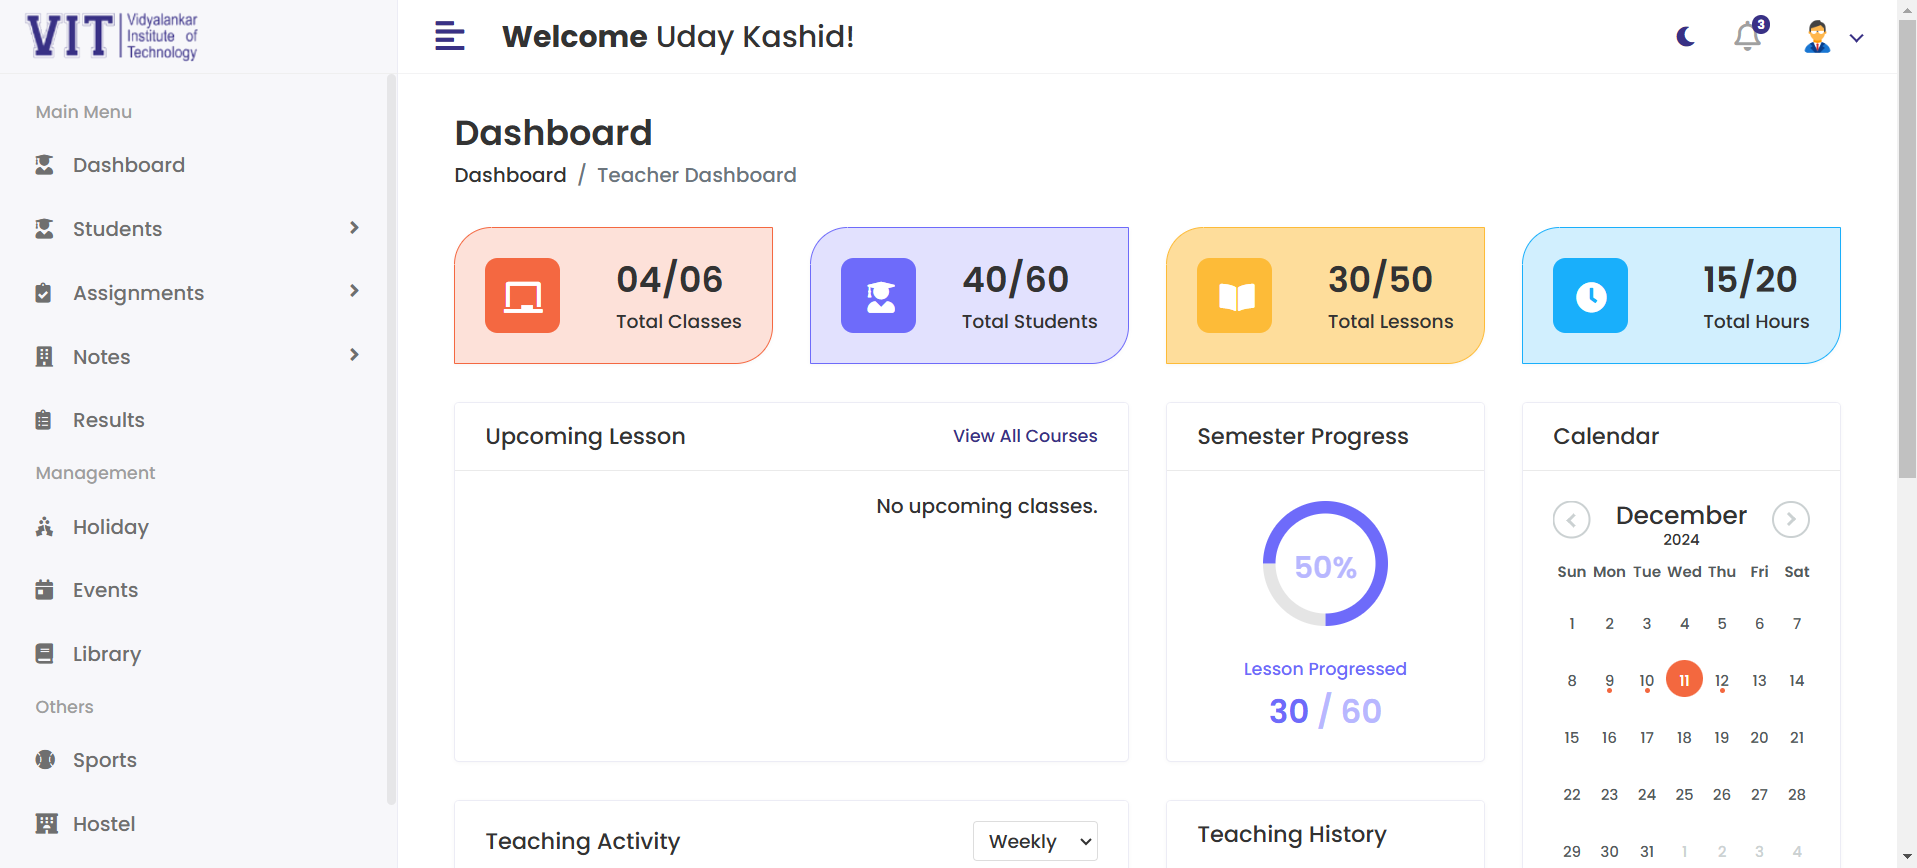 VIT Vidyalankar
Institute of
Technology
Welcome Uday Kashid!
3
Main Menu
Dashboard
Students
Assignments
Notes
Results
Management
Holiday
Events
Library
Others
Sports
Hostel
Dashboard
Dashboard / Teacher Dashboard
04/06
Total Classes
40/60
Total Students
30/50
Total Lessons
15/20
Total Hours
Upcoming Lesson
View All Courses
No upcoming classes.
Semester Progress
50%
Lesson Progressed
30 / 60
Calendar
December
2024
Sun Mon Tue Wed Thu Fri Sat
1 2 3 4 5 6 7
8 9 10 11 12 13 14
15 16 17 18 19 20 21
22 23 24 25 26 27 28
29 30 31 1 2 3 4
Teaching Activity
Weekly
Teaching History